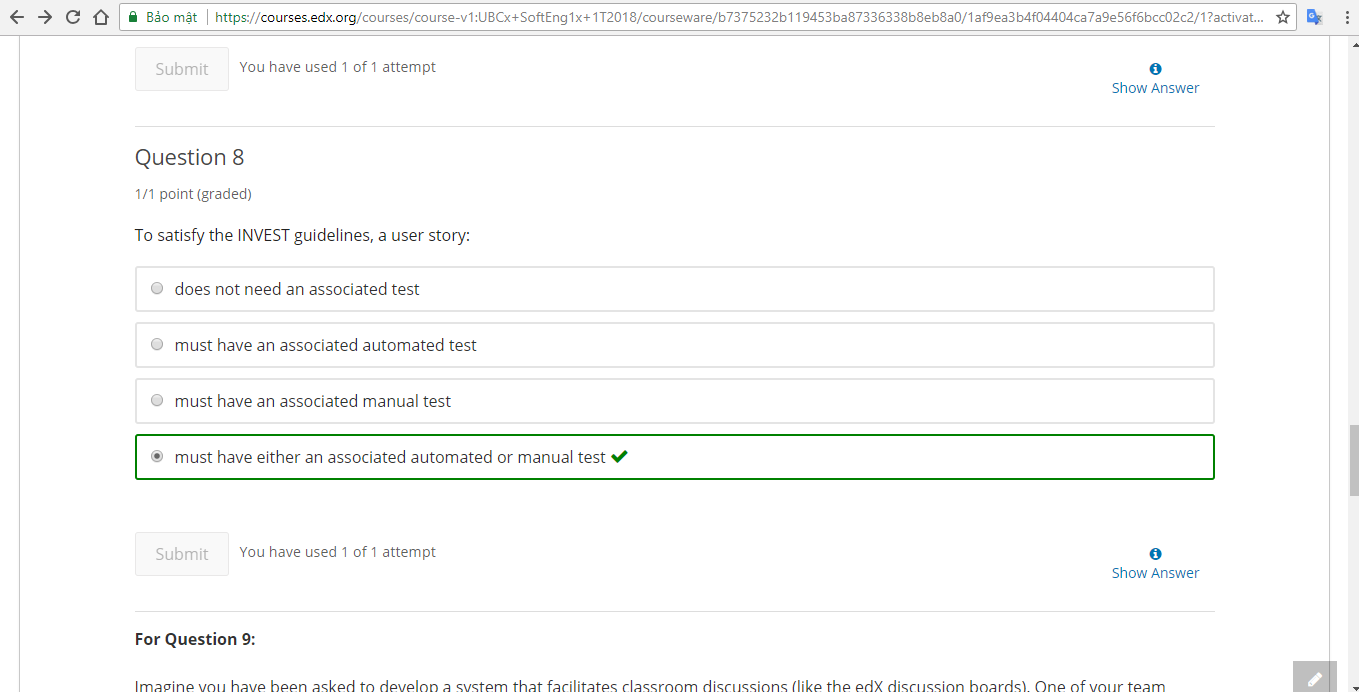 Bảo mật https://courses.edx.org/courses/course-v1:UBCx+SoftEng1x+1T2018/courseware/b7375232b119453ba87336338b8eb8a0/1af9ea3b4f04404ca7a9e56f6bcc02c2/1?activat...
Submit You have used 1 of 1 attempt
Show Answer
Question 8
1/1 point (graded)
To satisfy the INVEST guidelines, a user story:
does not need an associated test
must have an associated automated test
must have an associated manual test
must have either an associated automated or manual test
Submit You have used 1 of 1 attempt
Show Answer
For Question 9:
Imagine you have been asked to develop a system that facilitates classroom discussions (like the edX discussion boards). One of your team